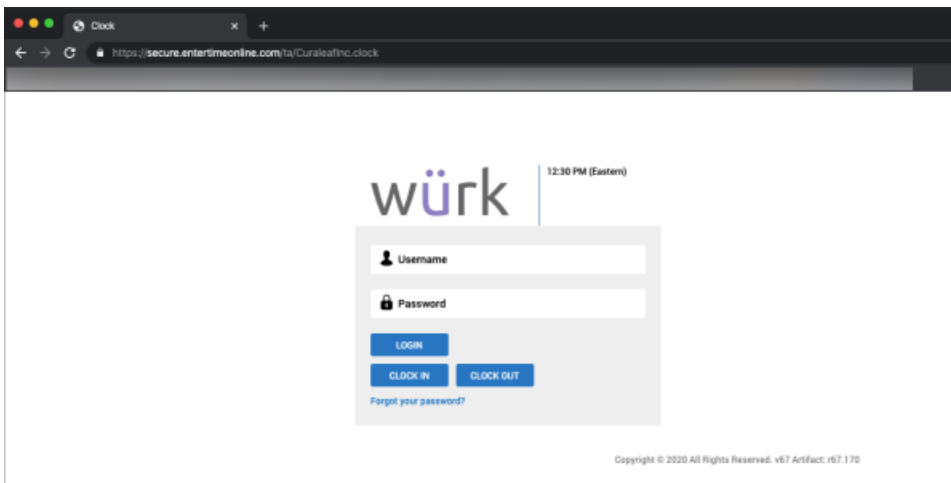 Clock
https://secure.entertimeonline.com/ta/CuraleafInc.clock
würk
12:30 PM (Eastern)
Username
Password
LOGIN
CLOCK IN CLOCK OUT
Forgot your password?
Copyright © 2020 All Rights Reserved. v67 Artifact: r67.170